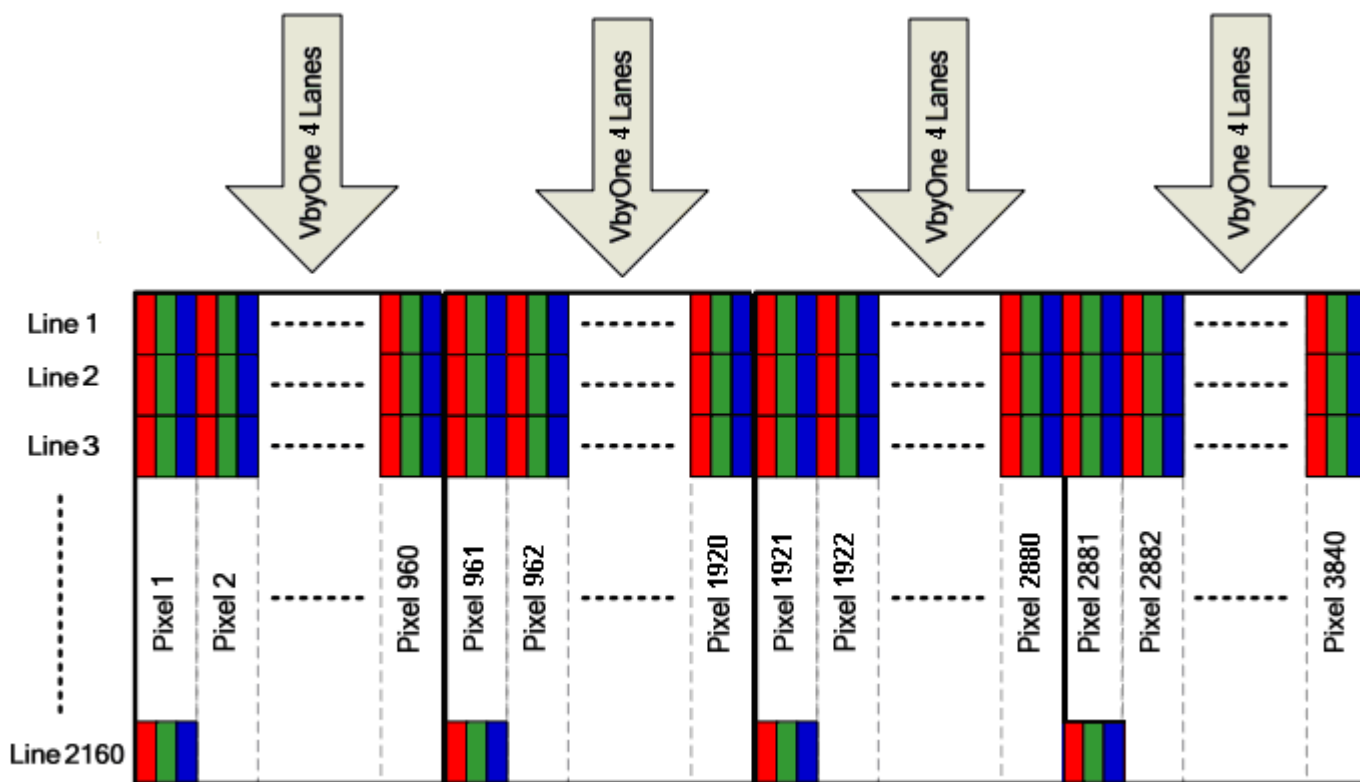 VbyOne 4 Lanes
VbyOne 4 Lanes
VbyOne 4 Lanes
VbyOne 4 Lanes
Line 1
Line 2
Line 3
Pixel 1
Pixel 2
Pixel 960
Pixel 961
Pixel 962
Pixel 1920
Pixel 1921
Pixel 1922
Pixel 2880
Pixel 2881
Pixel 2882
Pixel 3840
Line 2160